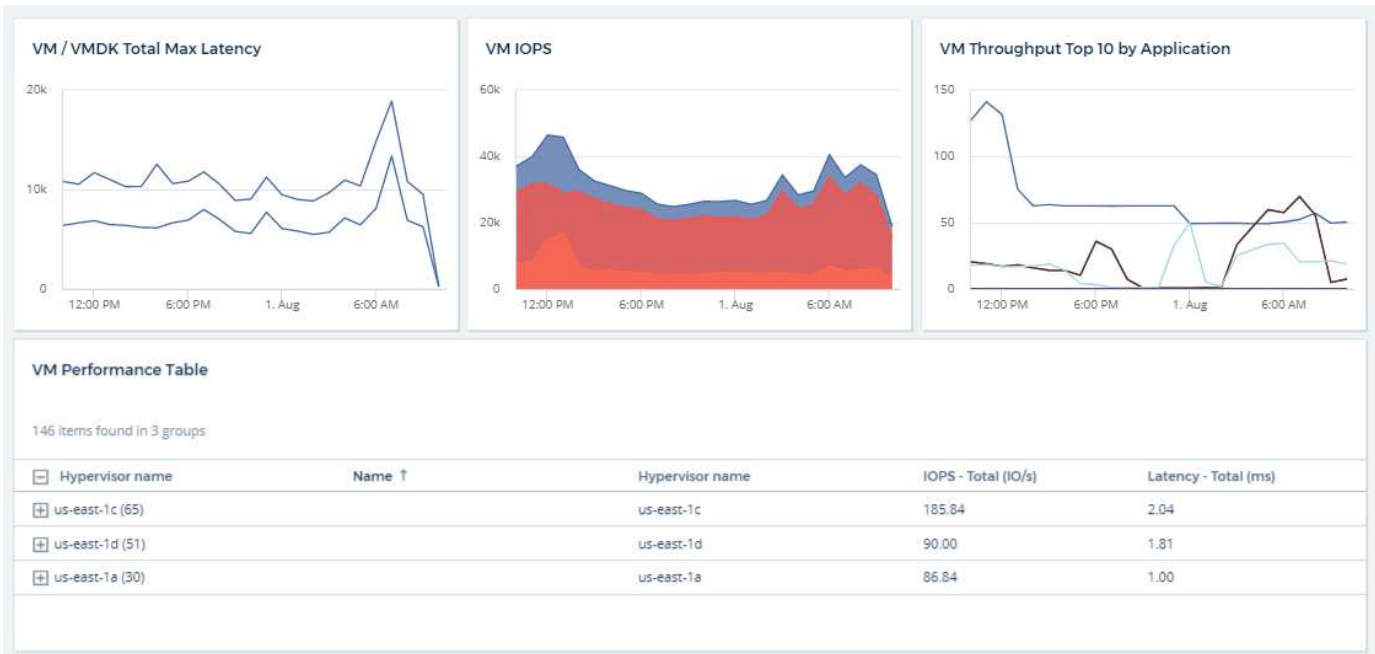 VM / VMDK Total Max Latency
20k
10k
0
12:00 PM 6:00 PM 1. Aug 6:00 AM
VM IOPS
60k
40k
20k
0
12:00 PM 6:00 PM 1. Aug 6:00 AM
VM Throughput Top 10 by Application
150
100
50
0
12:00 PM 6:00 PM 1. Aug 6:00 AM
VM Performance Table
146 items found in 3 groups
Hypervisor name Name ↑ Hypervisor name IOPS - Total (IO/s) Latency - Total (ms)
us-east-1c (65) us-east-1c 185.84 2.04
us-east-1d (51) us-east-1d 90.00 1.81
us-east-1a (30) us-east-1a 86.84 1.00